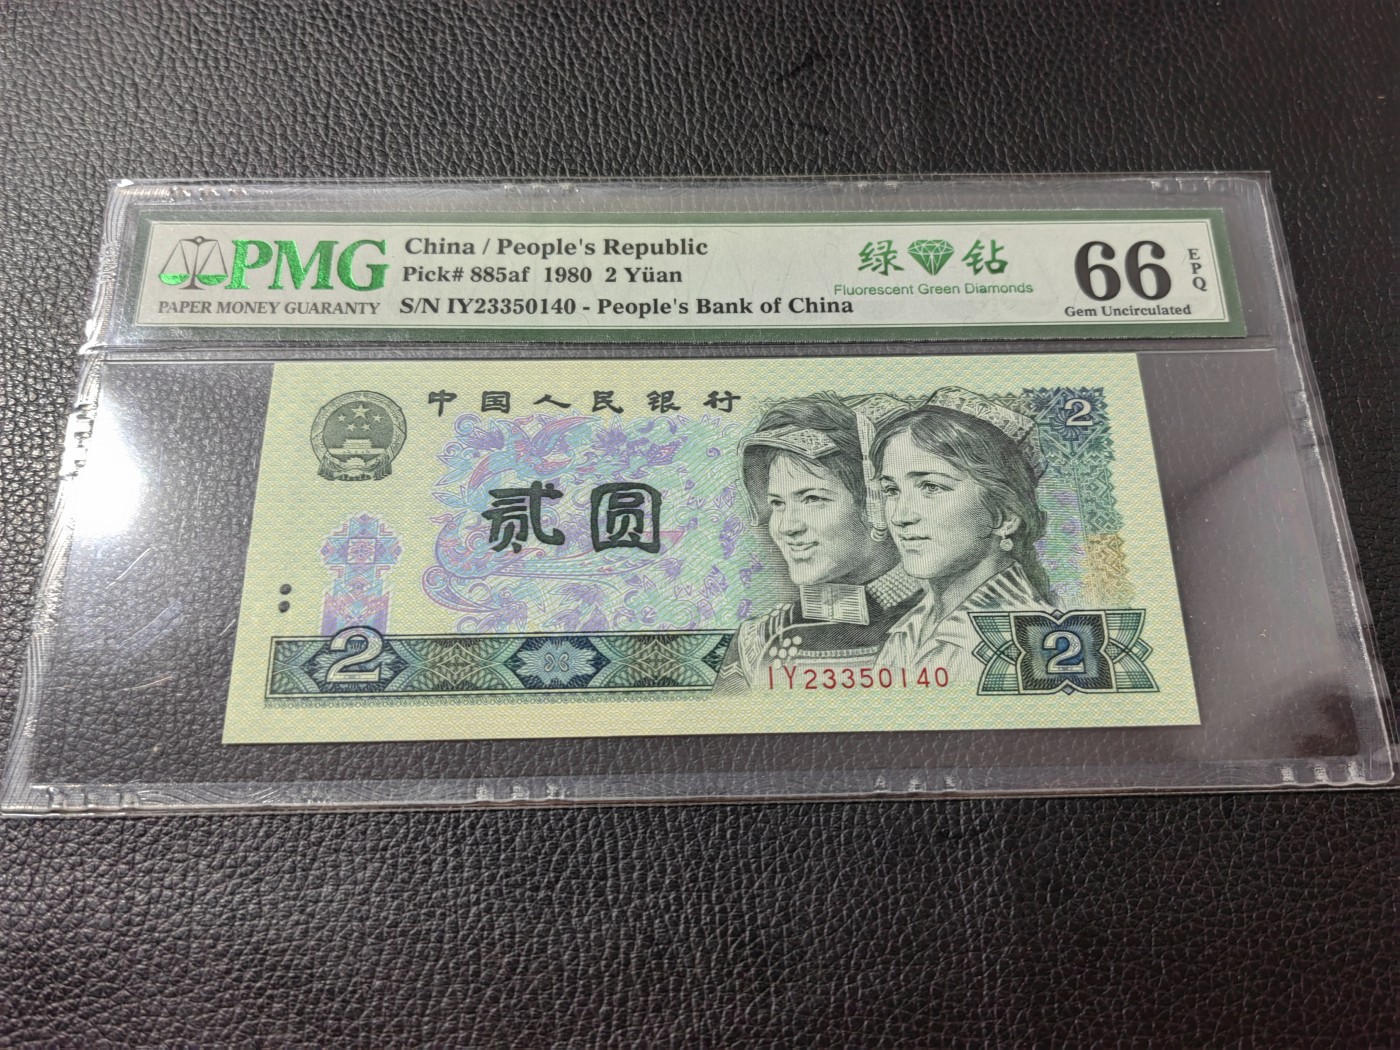 PMG
PAPER MONEY GUARANTY
China / People's Republic
Pick# 885af 1980 2 Yüan
S/N IY23350140 - People's Bank of China
绿 钻
Fluorescent Green Diamonds
66
EPQ
Gem Uncirculated
中国人民银行
2
贰圆
2
IY23350140
2